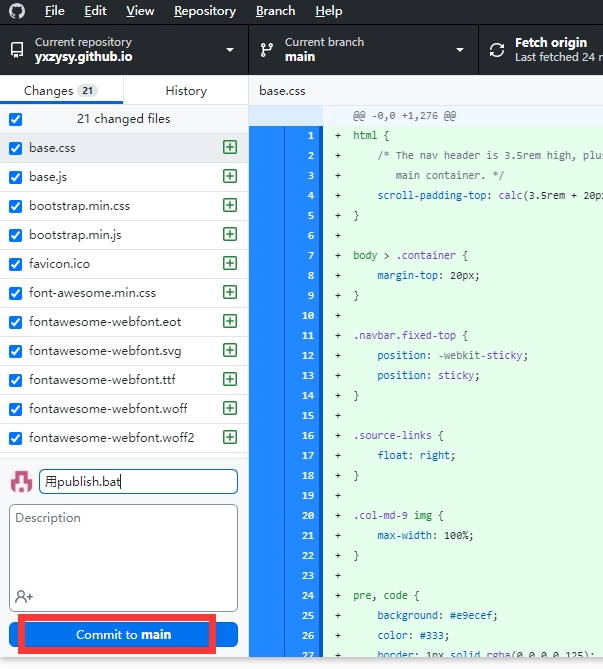 File Edit View Repository Branch Help
Current repository
yxzysy.github.io
Current branch
main
Fetch origin
Last fetched 24
Changes 21
History
21 changed files
base.css
base.js
bootstrap.min.css
bootstrap.min.js
favicon.ico
font-awesome.min.css
fontawesome-webfont.eot
fontawesome-webfont.svg
fontawesome-webfont.ttf
fontawesome-webfont.woff
fontawesome-webfont.woff2
用publish.bat
Description
Commit to main
base.css
@@ -0,0 +1,276 @@
1 + html {
2 + /* The nav header is 3.5rem high, plus
3 + main container. */
4 + scroll-padding-top: calc(3.5rem + 20px
5 + }
6 +
7 + body > .container {
8 + margin-top: 20px;
9 + }
10 +
11 + .navbar.fixed-top {
12 + position: -webkit-sticky;
13 + position: sticky;
14 + }
15 +
16 + .source-links {
17 + float: right;
18 + }
19 +
20 + .col-md-9 img {
21 + max-width: 100%;
22 + }
23 +
24 + pre, code {
25 + background: #e9ecef;
26 + color: #333;
27 + border: 1px solid rgba(0,0,0,0.125);